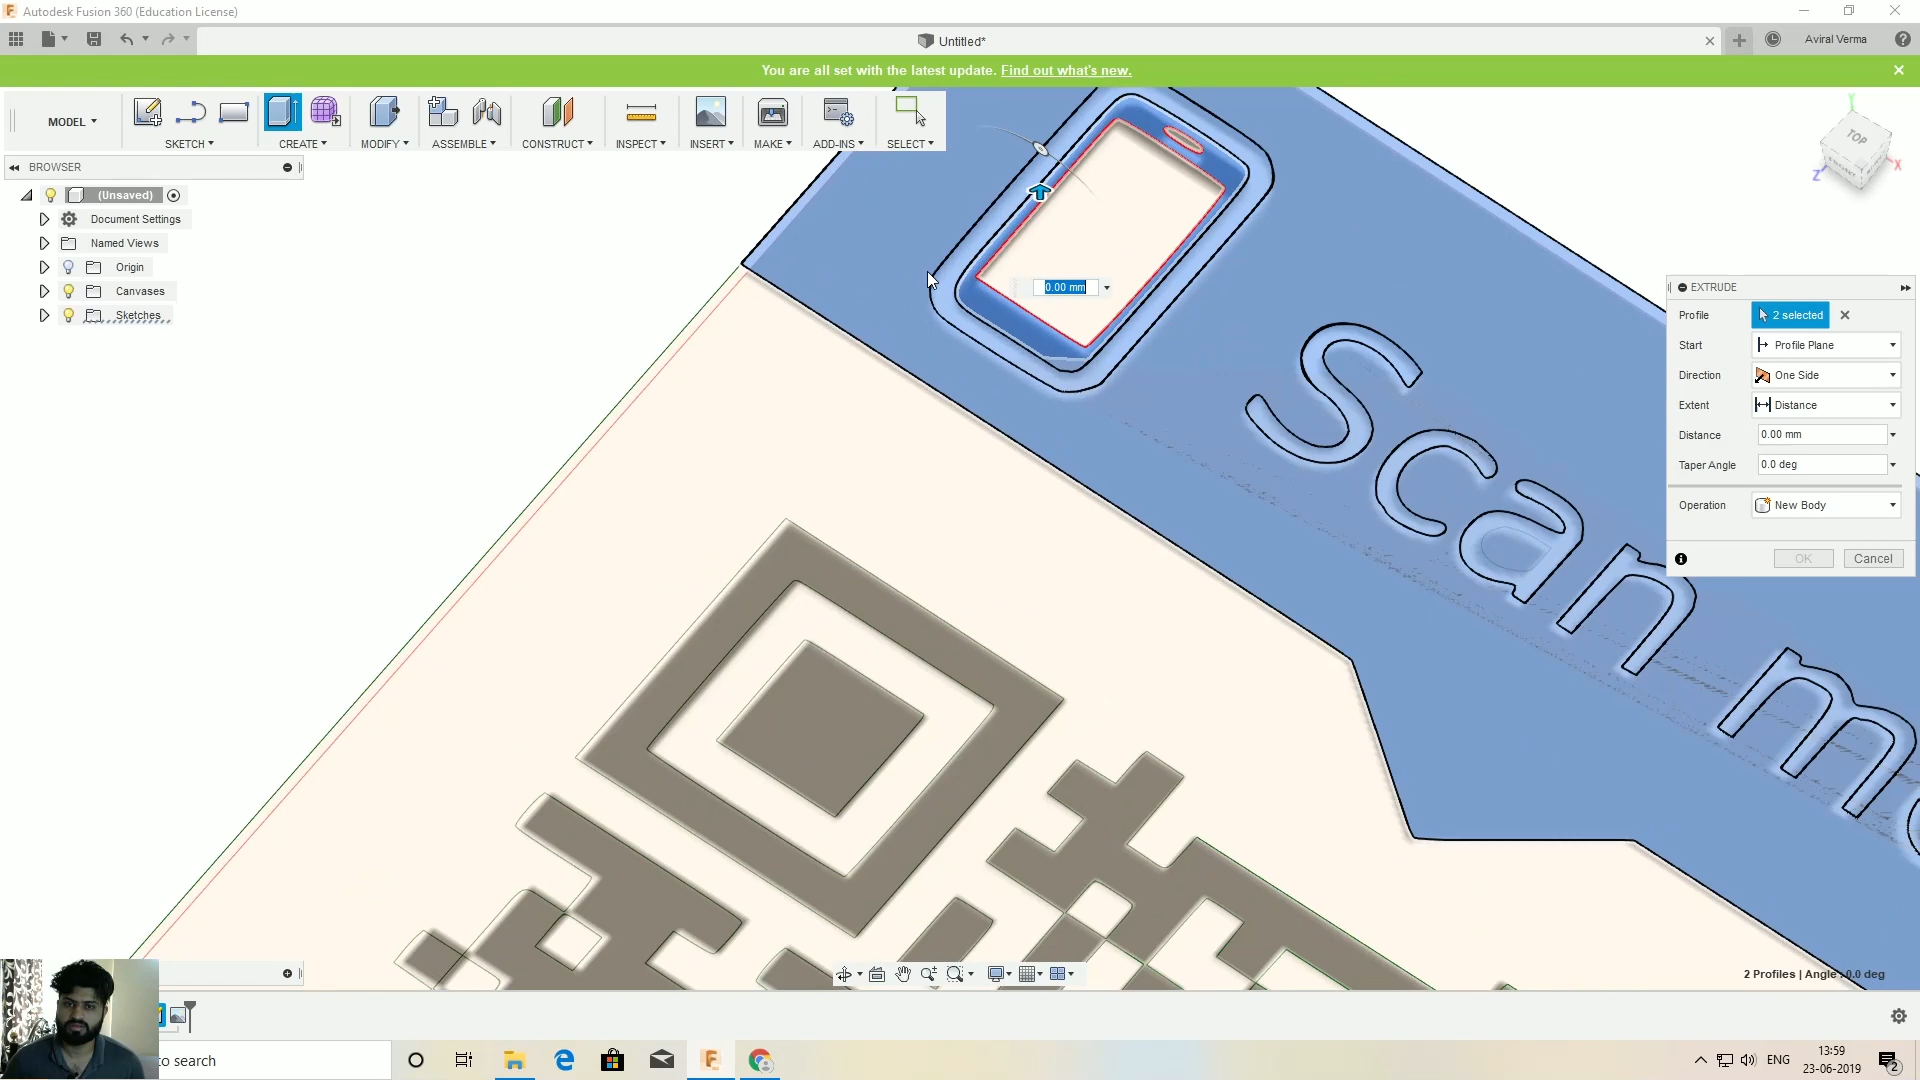 Autodesk Fusion 360 (Education License)
Untitled*
Aviral Verma
You are all set with the latest update. Find out what's new.
MODEL
SKETCH
CREATE
MODIFY
ASSEMBLE
CONSTRUCT
INSPECT
INSERT
MAKE
ADD-INS
SELECT
BROWSER
(Unsaved)
Document Settings
Named Views
Origin
Canvases
Sketches
TOP
FRONT
X
Y
Z
0.00 mm
EXTRUDE
Profile 2 selected
Start Profile Plane
Direction One Side
Extent Distance
Distance 0.00 mm
Taper Angle 0.0 deg
Operation New Body
OK Cancel
Scan m
2 Profiles | Angle : 0.0 deg
to search
ENG
13:59
23-06-2019
2